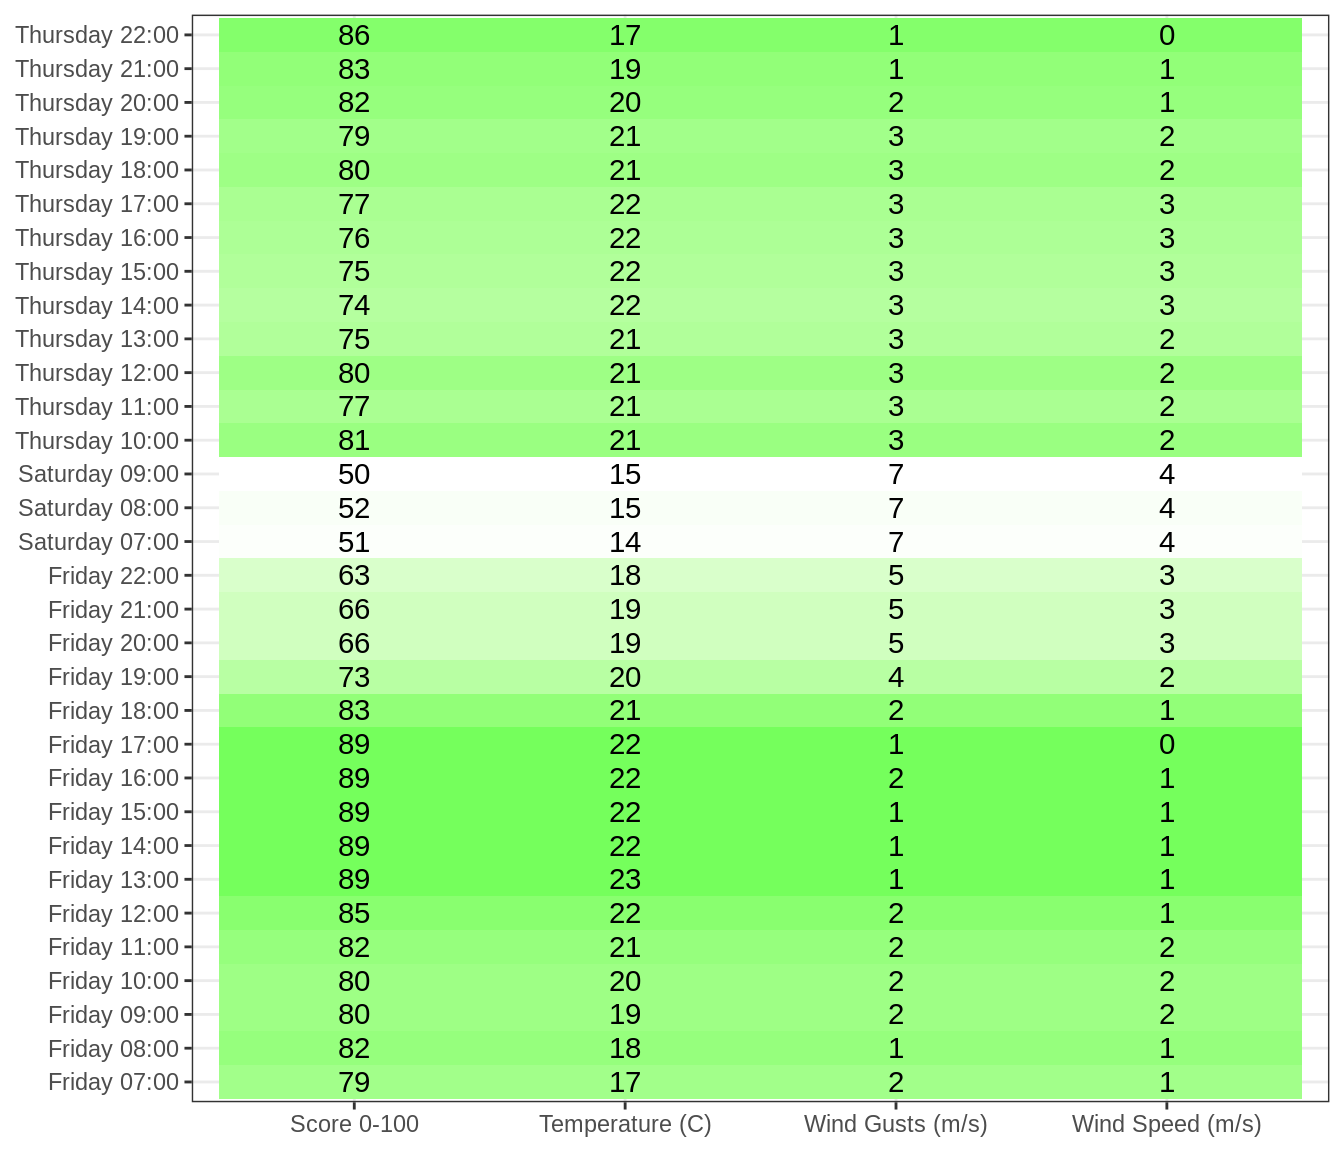 Thursday 22:00 86 17 1 0
Thursday 21:00 83 19 1 1
Thursday 20:00 82 20 2 1
Thursday 19:00 79 21 3 2
Thursday 18:00 80 21 3 2
Thursday 17:00 77 22 3 3
Thursday 16:00 76 22 3 3
Thursday 15:00 75 22 3 3
Thursday 14:00 74 22 3 3
Thursday 13:00 75 21 3 2
Thursday 12:00 80 21 3 2
Thursday 11:00 77 21 3 2
Thursday 10:00 81 21 3 2
Saturday 09:00 50 15 7 4
Saturday 08:00 52 15 7 4
Saturday 07:00 51 14 7 4
Friday 22:00 63 18 5 3
Friday 21:00 66 19 5 3
Friday 20:00 66 19 5 3
Friday 19:00 73 20 4 2
Friday 18:00 83 21 2 1
Friday 17:00 89 22 1 0
Friday 16:00 89 22 2 1
Friday 15:00 89 22 1 1
Friday 14:00 89 22 1 1
Friday 13:00 89 23 1 1
Friday 12:00 85 22 2 1
Friday 11:00 82 21 2 2
Friday 10:00 80 20 2 2
Friday 09:00 80 19 2 2
Friday 08:00 82 18 1 1
Friday 07:00 79 17 2 1
Score 0-100 Temperature (C) Wind Gusts (m/s) Wind Speed (m/s)